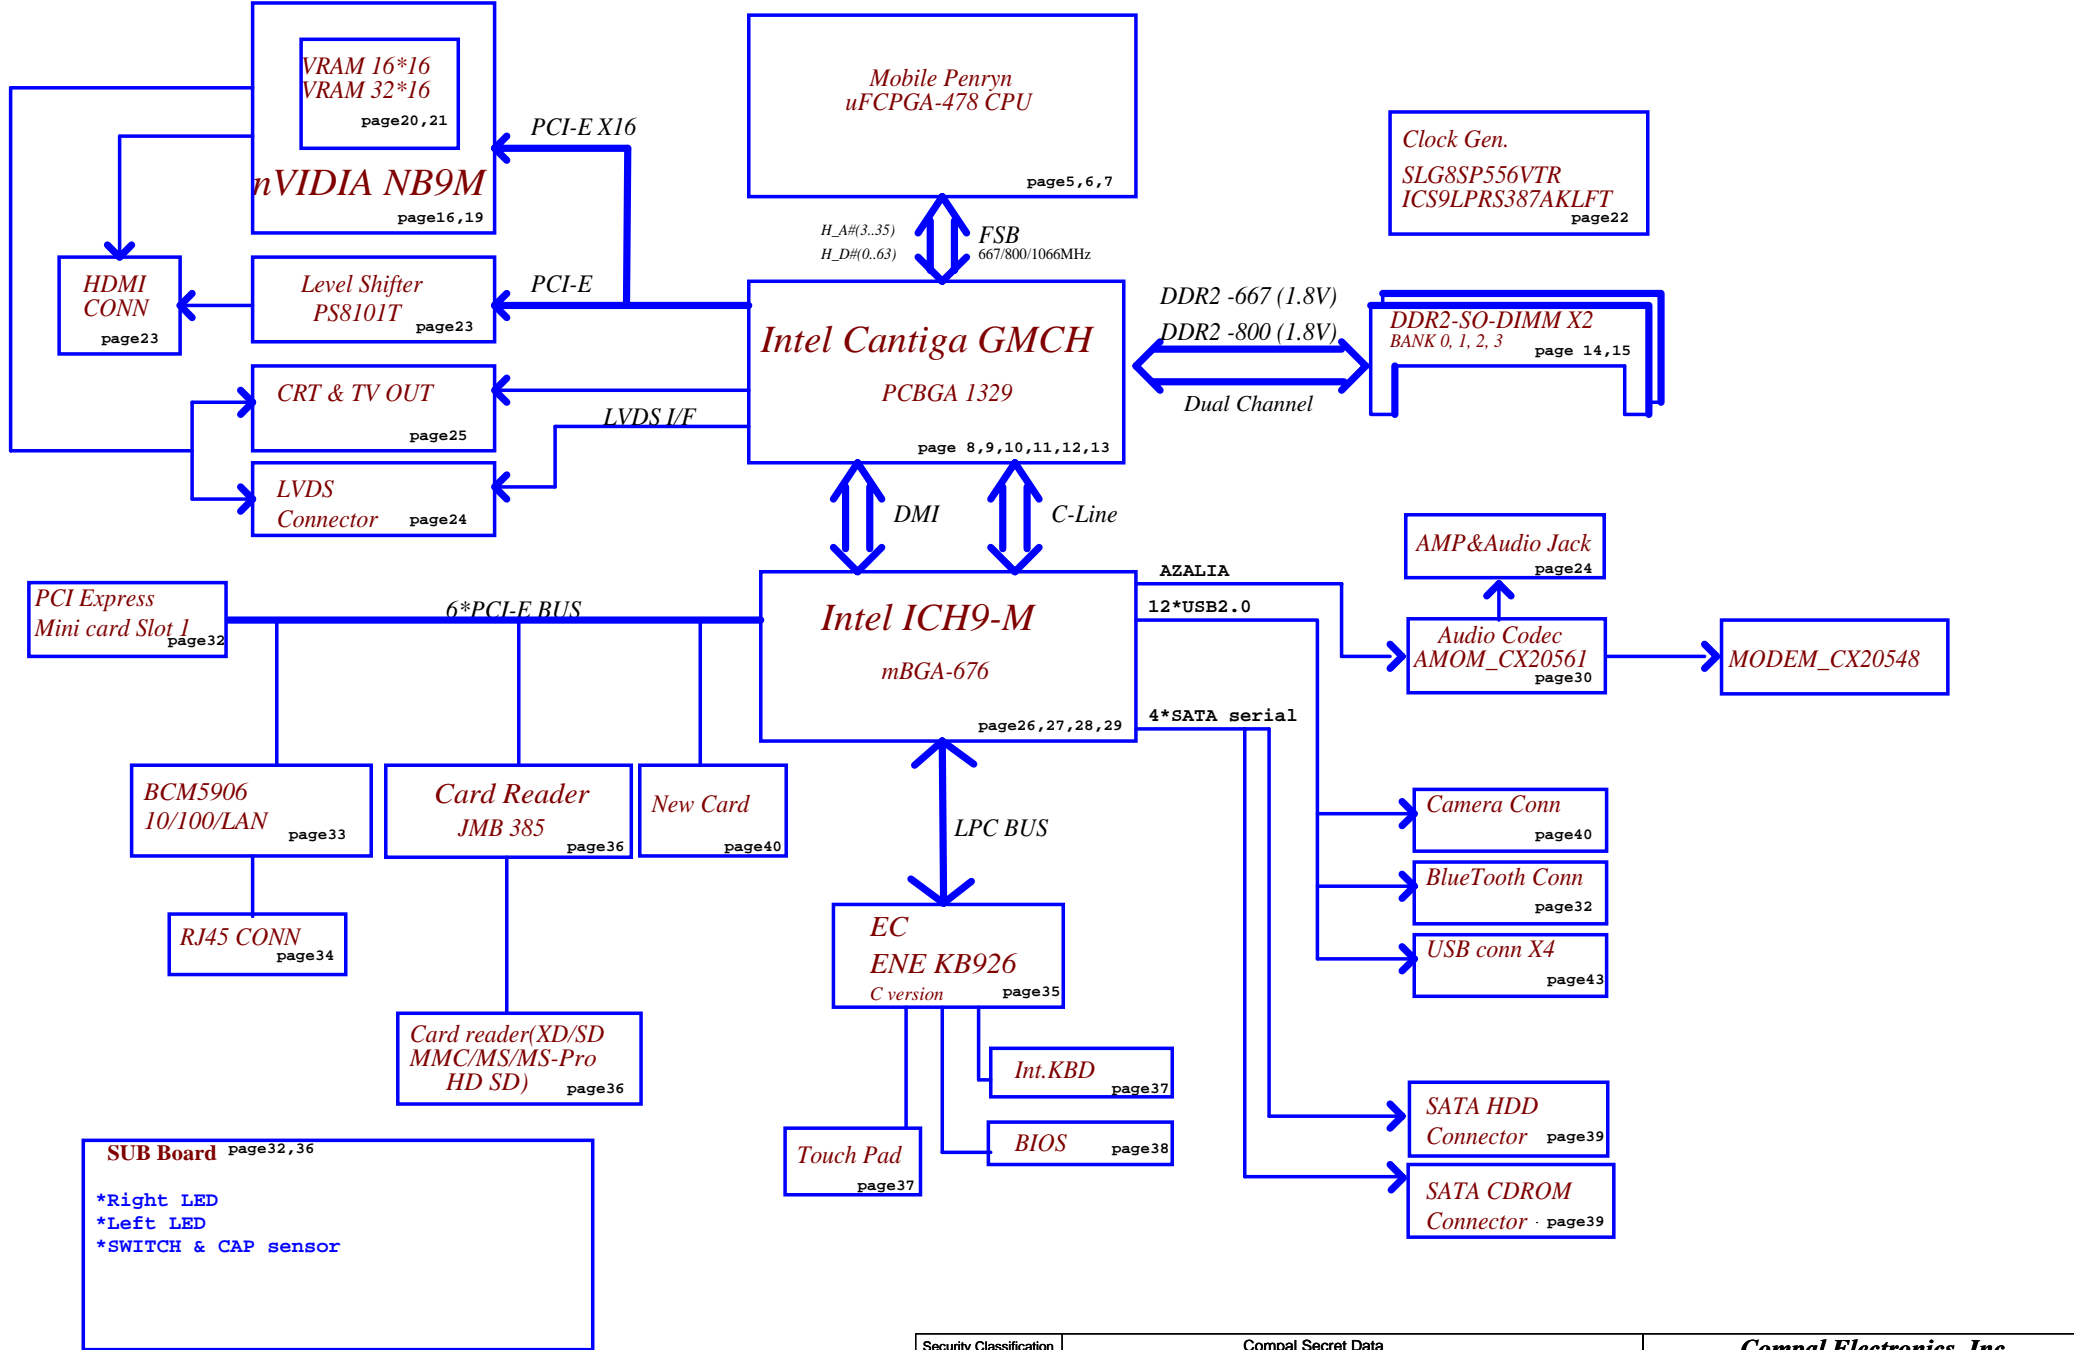 VRAM 16*16
VRAM 32*16
page20,21
nVIDIA NB9M
page16,19
PCI-E X16
Mobile Penryn
uFCPGA-478 CPU
page5,6,7
Clock Gen.
SLG8SP556VTR
ICS9LPRS387AKLFT
page22
H_A#(3..35)
H_D#(0..63)
FSB
667/800/1066MHz
HDMI
CONN
page23
Level Shifter
PS8101T
page23
PCI-E
Intel Cantiga GMCH
PCBGA 1329
page 8,9,10,11,12,13
DDR2 -667 (1.8V)
DDR2 -800 (1.8V)
Dual Channel
DDR2-SO-DIMM X2
BANK 0, 1, 2, 3
page 14,15
CRT & TV OUT
page25
LVDS I/F
LVDS
Connector
page24
DMI
C-Line
AMP&Audio Jack
page24
PCI Express
Mini card Slot 1
page32
6*PCI-E BUS
Intel ICH9-M
mBGA-676
page26,27,28,29
AZALIA
12*USB2.0
4*SATA serial
Audio Codec
AMOM_CX20561
page30
MODEM_CX20548
BCM5906
10/100/LAN
page33
Card Reader
JMB 385
page36
New Card
page40
LPC BUS
Camera Conn
page40
BlueTooth Conn
page32
USB conn X4
page43
RJ45 CONN
page34
EC
ENE KB926
C version
page35
Card reader(XD/SD
MMC/MS/MS-Pro
HD SD)
page36
Int.KBD
page37
BIOS
page38
Touch Pad
page37
SATA HDD
Connector
page39
SATA CDROM
Connector
page39
SUB Board page32,36
*Right LED
*Left LED
*SWITCH & CAP sensor
Security Classification
Compal Secret Data
Compal Electronics, Inc.